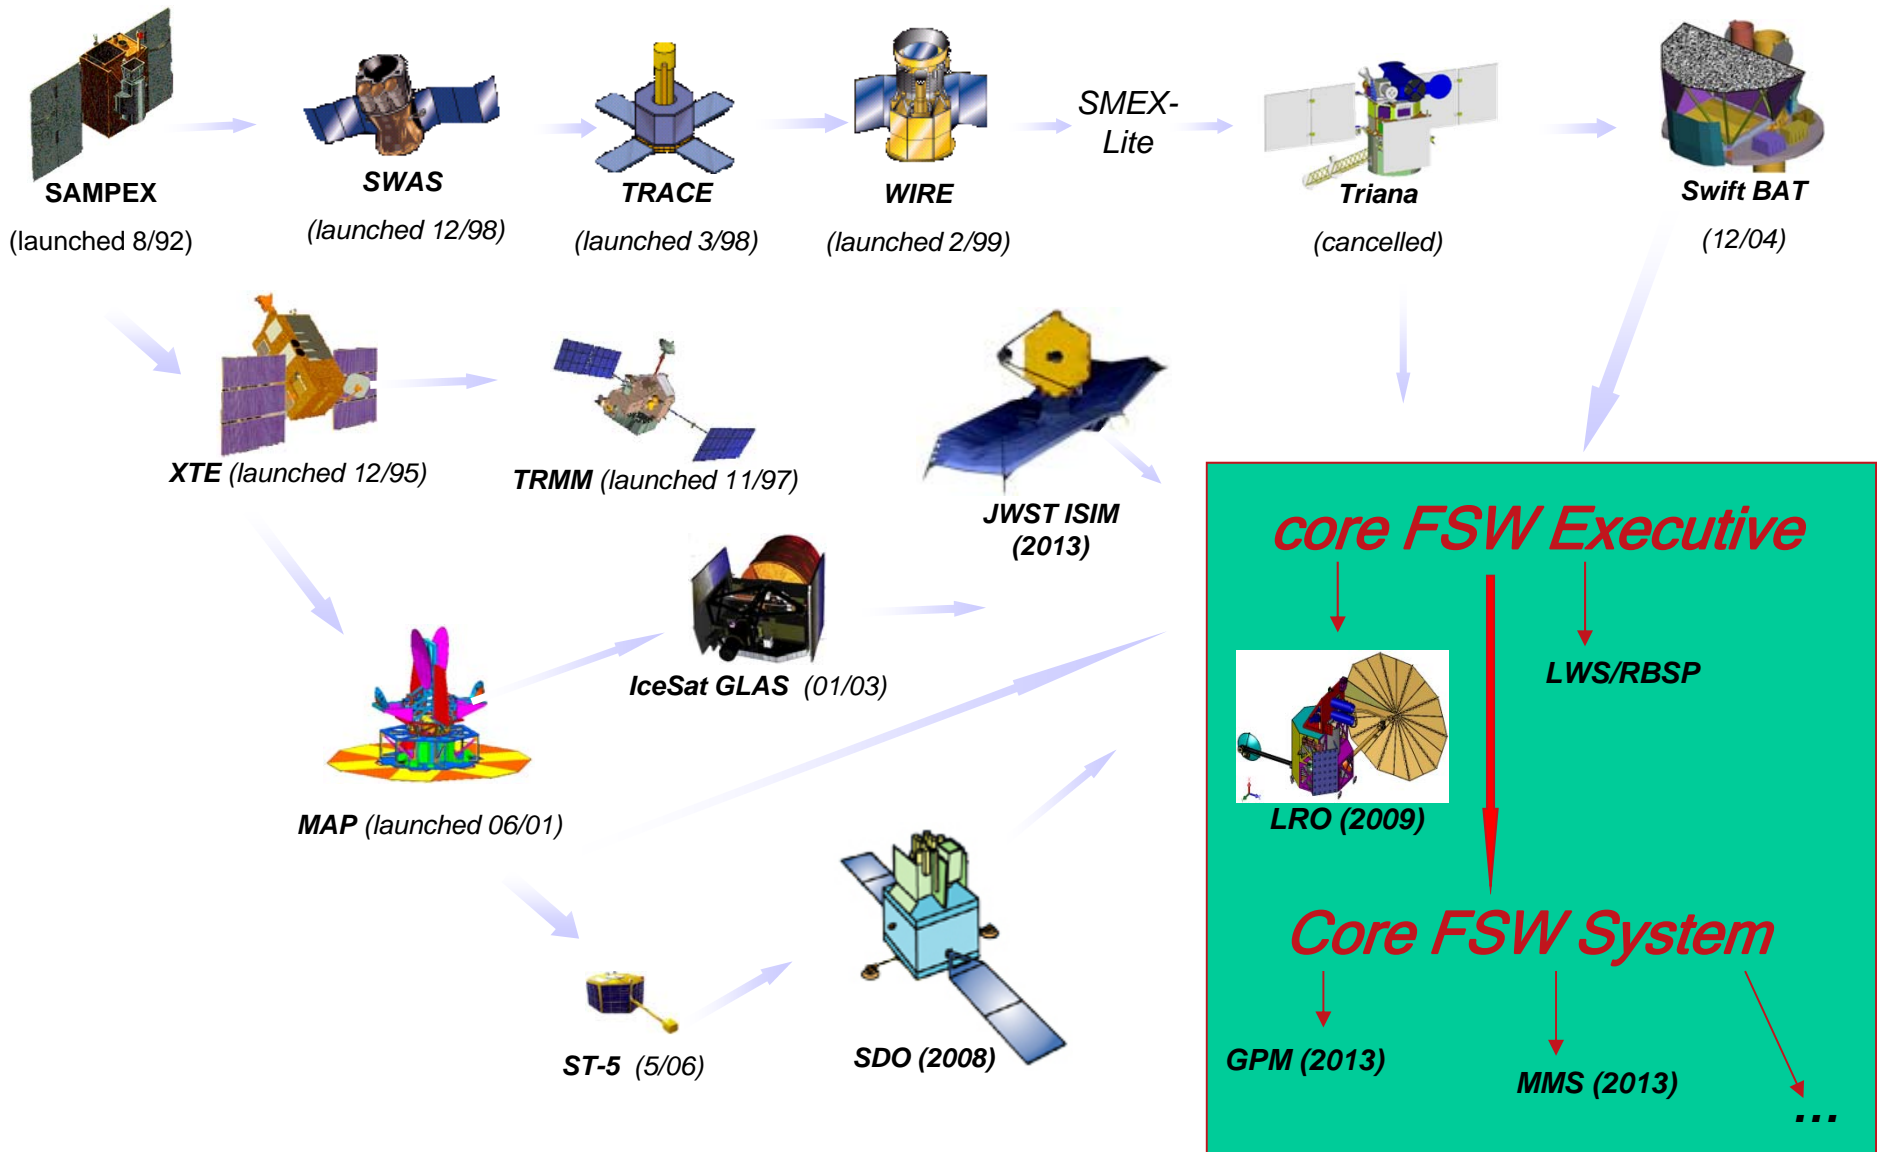 SAMPEX
(launched 8/92)
SWAS
(launched 12/98)
TRACE
(launched 3/98)
WIRE
(launched 2/99)
SMEX-
Lite
Triana
(cancelled)
Swift BAT
(12/04)
XTE (launched 12/95)
TRMM (launched 11/97)
JWST ISIM
(2013)
IceSat GLAS (01/03)
MAP (launched 06/01)
ST-5 (5/06)
SDO (2008)
core FSW Executive
LWS/RBSP
LRO (2009)
Core FSW System
GPM (2013)
MMS (2013)
...